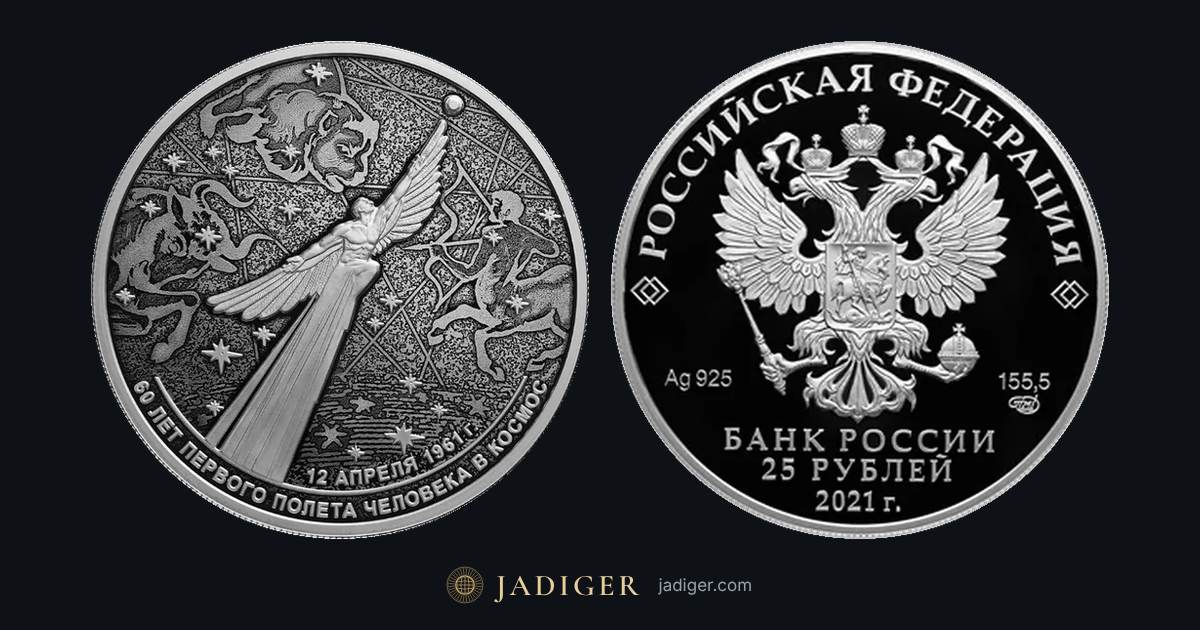 12 АПРЕЛЯ 1961 г.
60 ЛЕТ ПЕРВОГО ПОЛЕТА ЧЕЛОВЕКА В КОСМОС
РОССИЙСКАЯ ФЕДЕРАЦИЯ
Ag 925
155,5
БАНК РОССИИ
25 РУБЛЕЙ
2021 г.
JADIGER
jadiger.com